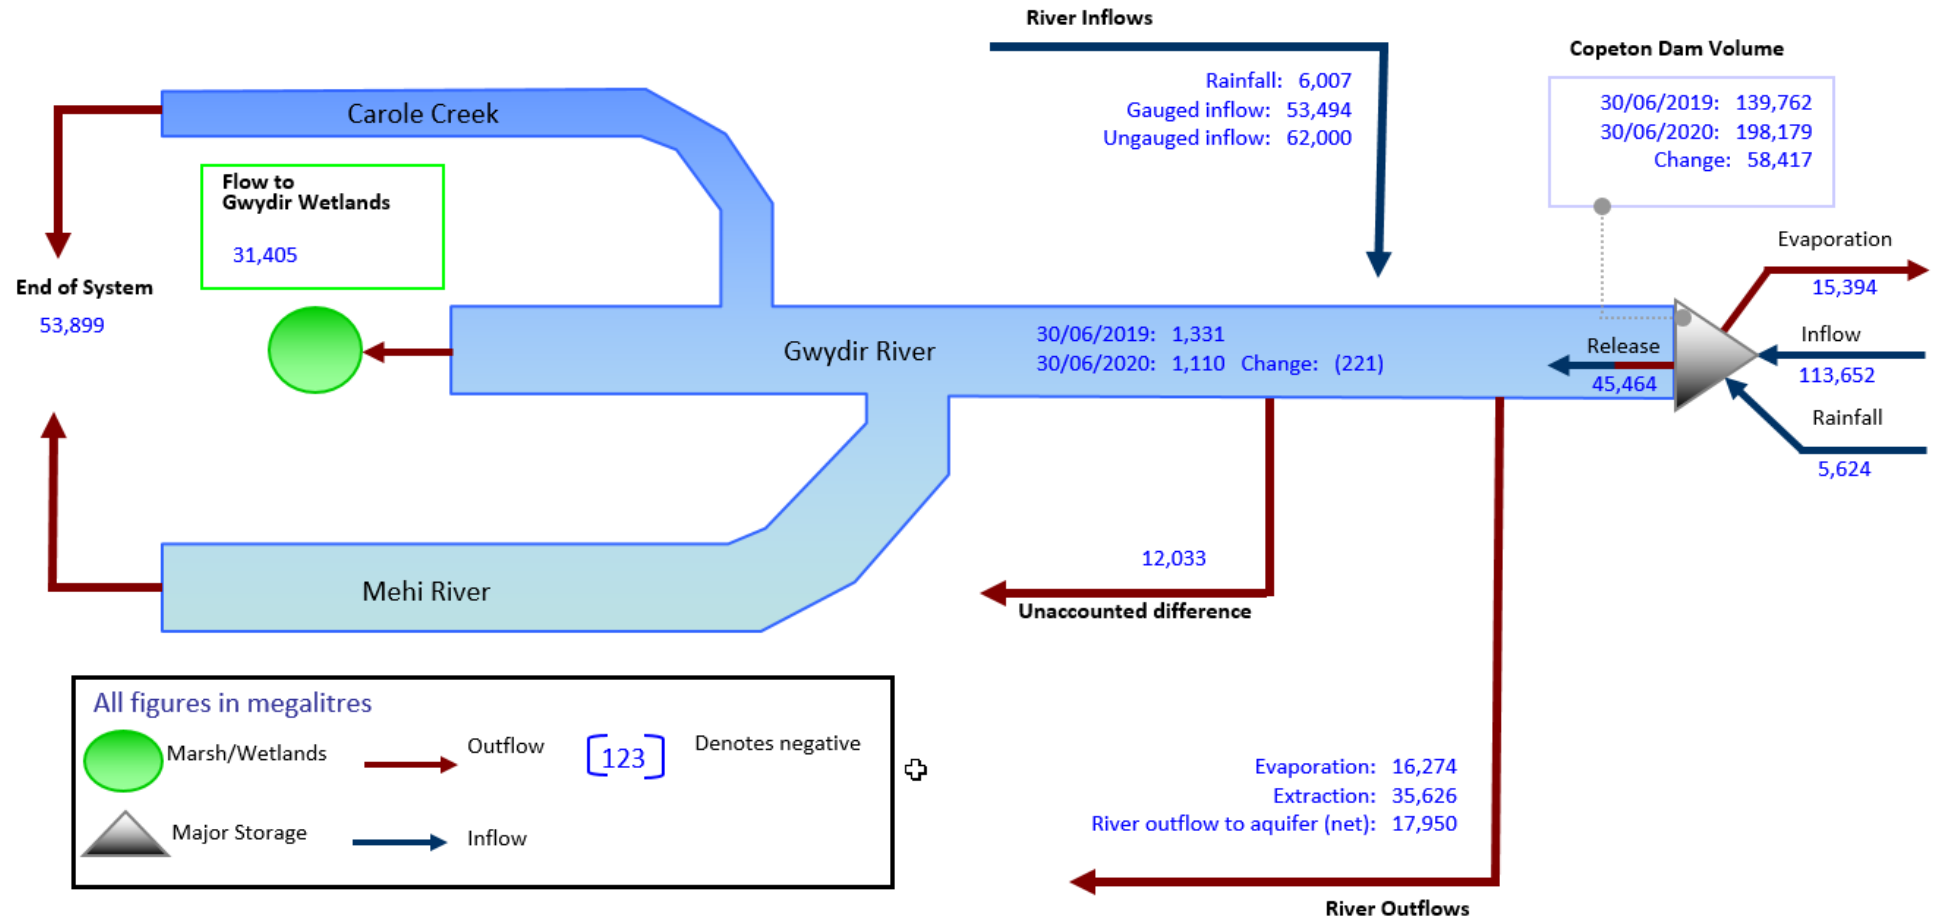 River Inflows
Rainfall: 6,007
Gauged inflow: 53,494
Ungauged inflow: 62,000
Copeton Dam Volume
30/06/2019: 139,762
30/06/2020: 198,179
Change: 58,417
Carole Creek
Flow to
Gwydir Wetlands
31,405
End of System
53,899
Gwydir River
30/06/2019: 1,331
30/06/2020: 1,110 Change: (221)
Release
45,464
Evaporation
15,394
Inflow
113,652
Rainfall
5,624
Mehi River
12,033
Unaccounted difference
Evaporation: 16,274
Extraction: 35,626
River outflow to aquifer (net): 17,950
River Outflows
All figures in megalitres
Marsh/Wetlands
Outflow
[123]
Denotes negative
Major Storage
Inflow